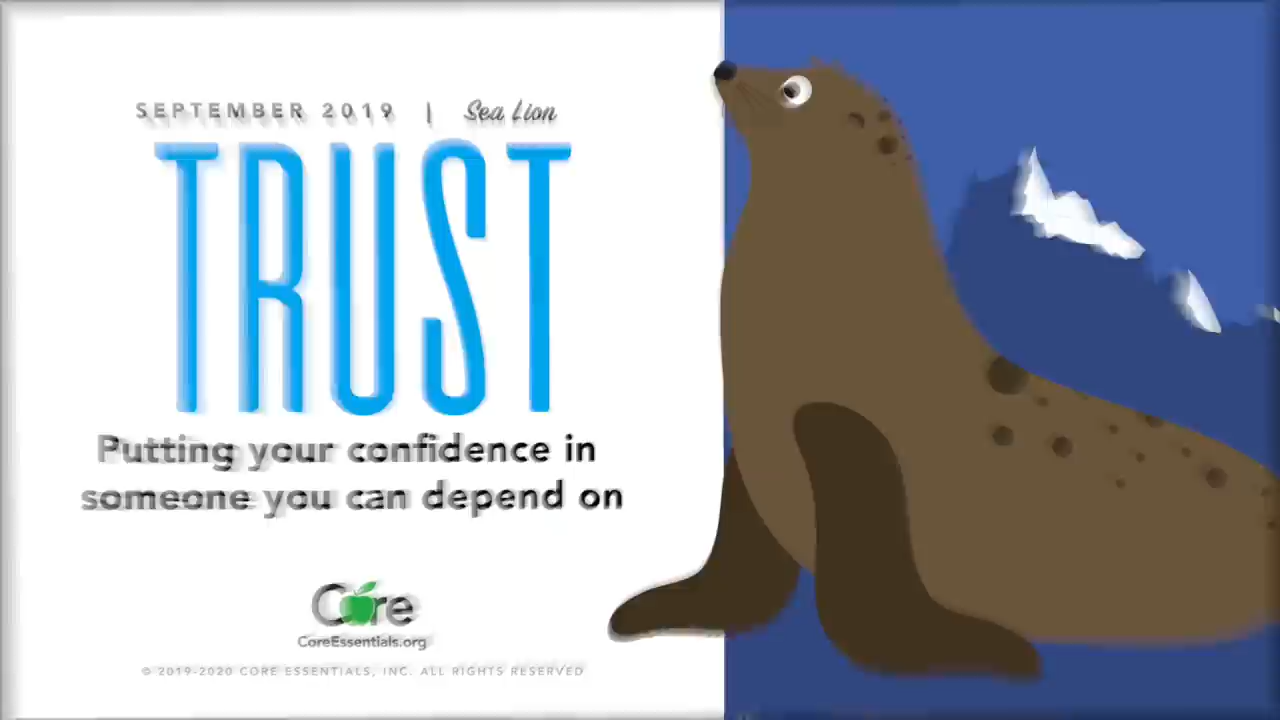 SEPTEMBER 2019 | Sea Lion
TRUST
Putting your confidence in
someone you can depend on
Core
CoreEssentials.org
© 2019-2020 CORE ESSENTIALS, INC. ALL RIGHTS RESERVED